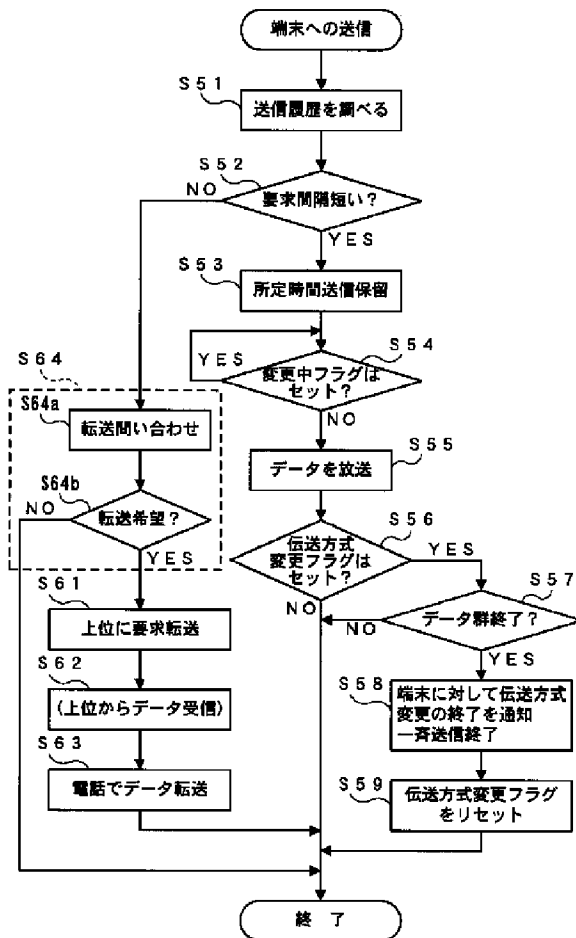 端末への送信
S51
送信履歴を調べる
S52
NO
要求間隔短い？
YES
S53
所定時間送信保留
S54
YES
変更中フラグは
セット？
NO
S64
S64a
転送問い合わせ
S64b
NO
転送希望？
YES
S55
データを放送
S56
伝送方式
変更フラグは
セット？
YES
NO
S57
データ群終了？
NO
YES
S61
上位に要求転送
S62
(上位からデータ受信)
S63
電話でデータ転送
S58
端末に対して伝送方式
変更の終了を通知
一斉送信終了
S59
伝送方式変更フラグ
をリセット
終了